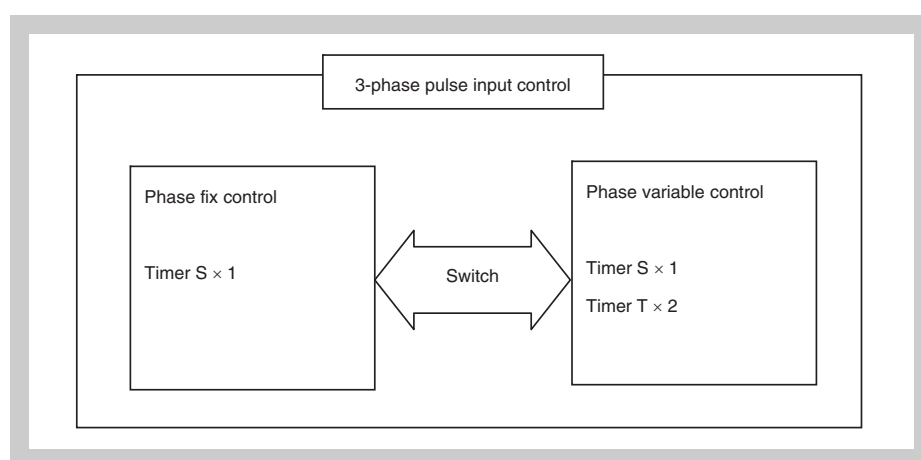 3-phase pulse input control
Phase fix control
Timer S × 1
Switch
Phase variable control
Timer S × 1
Timer T × 2